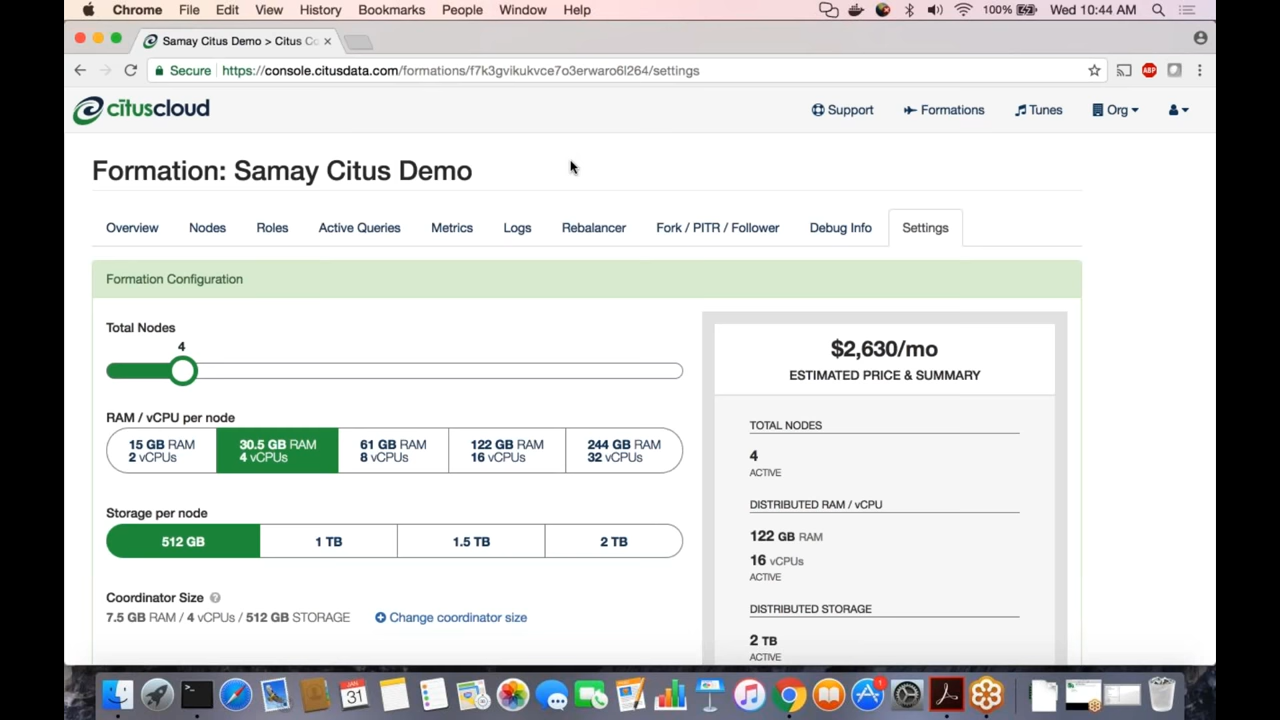 Chrome File Edit View History Bookmarks People Window Help 100% Wed 10:44 AM
Samay Citus Demo > Citus Co
Secure https://console.citusdata.com/formations/f7k3gvikukvce7o3erwaro6l264/settings ABP
cituscloud Support Formations Tunes Org
Formation: Samay Citus Demo
Overview Nodes Roles Active Queries Metrics Logs Rebalancer Fork / PITR / Follower Debug Info Settings
Formation Configuration
Total Nodes
4
RAM / vCPU per node
15 GB RAM
2 vCPUs
30.5 GB RAM
4 vCPUs
61 GB RAM
8 vCPUs
122 GB RAM
16 vCPUs
244 GB RAM
32 vCPUs
Storage per node
512 GB 1 TB 1.5 TB 2 TB
Coordinator Size ?
7.5 GB RAM / 4 vCPUs / 512 GB STORAGE Change coordinator size
$2,630/mo
ESTIMATED PRICE & SUMMARY
TOTAL NODES
4
ACTIVE
DISTRIBUTED RAM / vCPU
122 GB RAM
16 vCPUs
ACTIVE
DISTRIBUTED STORAGE
2 TB
ACTIVE
31
1